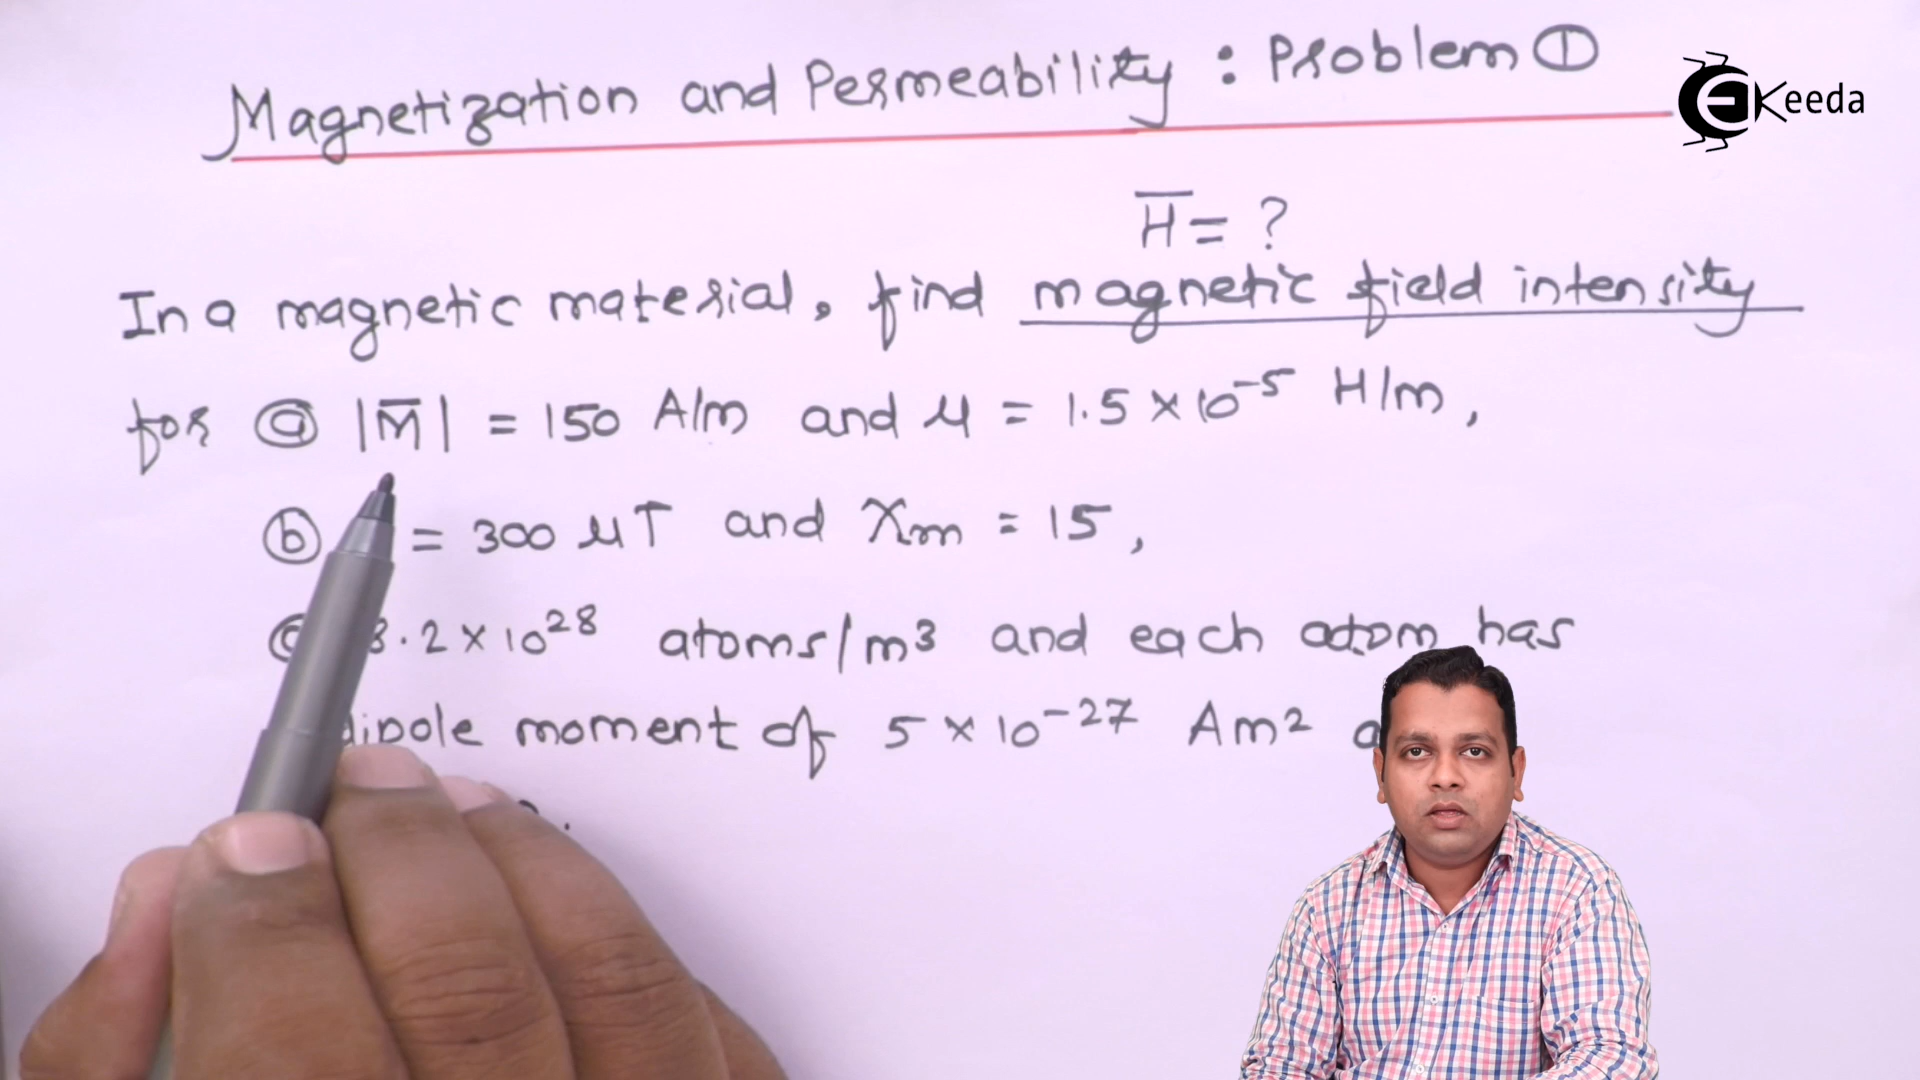 Magnetization and Permeability : Problem ①
EKeeda
H̅ = ?
In a magnetic material, find magnetic field intensity
for ⓐ |M̅| = 150 A/m and μ = 1.5 × 10⁻⁵ H/m,
ⓑ = 300 μT and χm = 15,
.2 × 10²⁸ atoms/m³ and each atom has
dipole moment of 5 × 10⁻²⁷ Am²